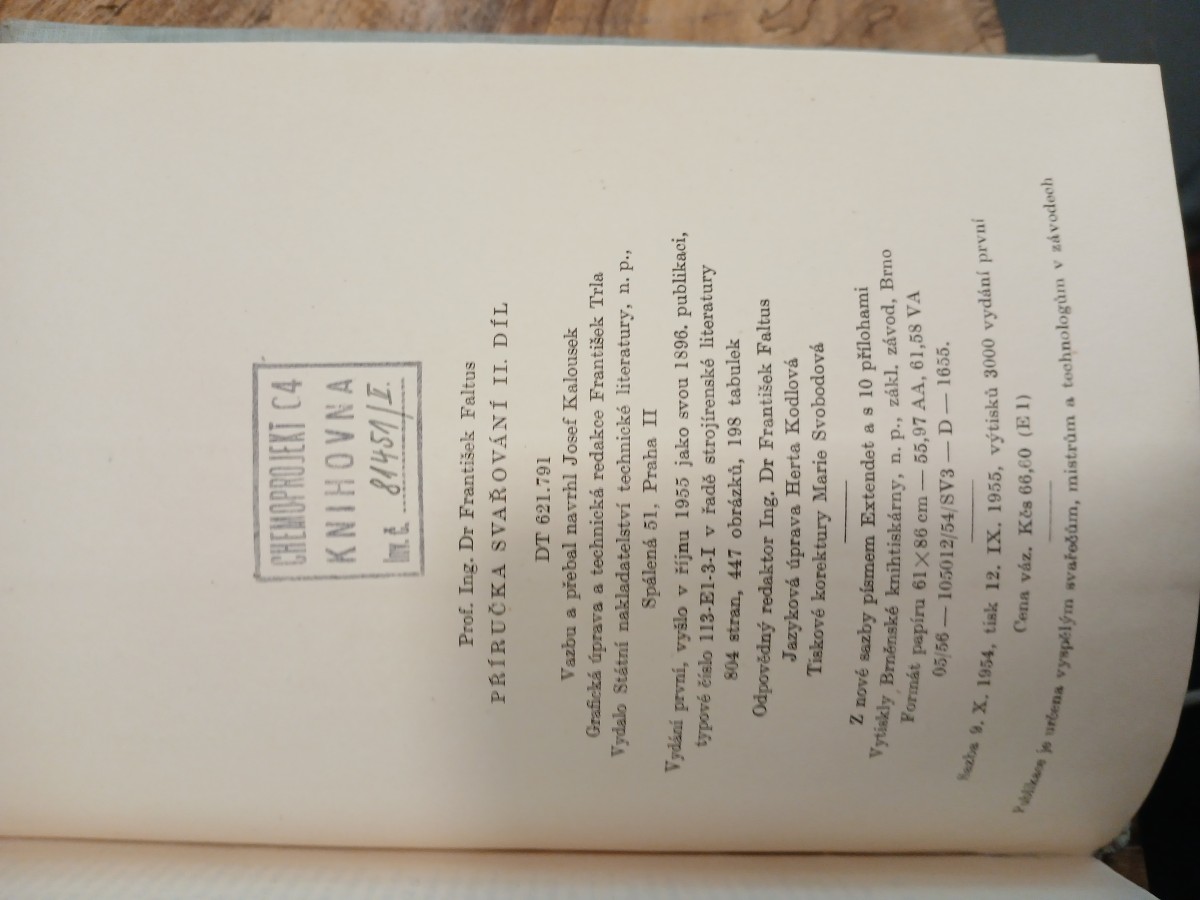 CHEMOPROJEKT C4
KNIHOVNA
Inv. č. 81451/I.
Prof. Ing. Dr František Faltus
PŘÍRUČKA SVAŘOVÁNÍ II. DÍL
DT 621.791
Vazbu a přebal navrhl Josef Kalousek
Grafická úprava a technická redakce František Trla
Vydalo Státní nakladatelství technické literatury, n. p.,
Spálená 51, Praha II
Vydání první, vyšlo v říjnu 1955 jako svou 1896. publikaci,
typové číslo 113-E1-3-I v řadě strojírenské literatury
804 stran, 447 obrázků, 198 tabulek
Odpovědný redaktor Ing. Dr František Faltus
Jazyková úprava Herta Kodlová
Tiskové korektury Marie Svobodová
Z nové sazby písmem Extendet a s 10 přílohami
Vytiskly Brněnské knihtiskárny, n. p., zákl. závod, Brno
Formát papíru 61×86 cm — 55,97 AA, 61,58 VA
05/56 — 105012/54/SV3 — D — 1655.
Sazba 9. X. 1954, tisk 12. IX. 1955, výtisků 3000 vydání první
Cena váz. Kčs 66,60 (E I)
Publikace je určena vyspělým svařečům, mistrům a technologům v závodech